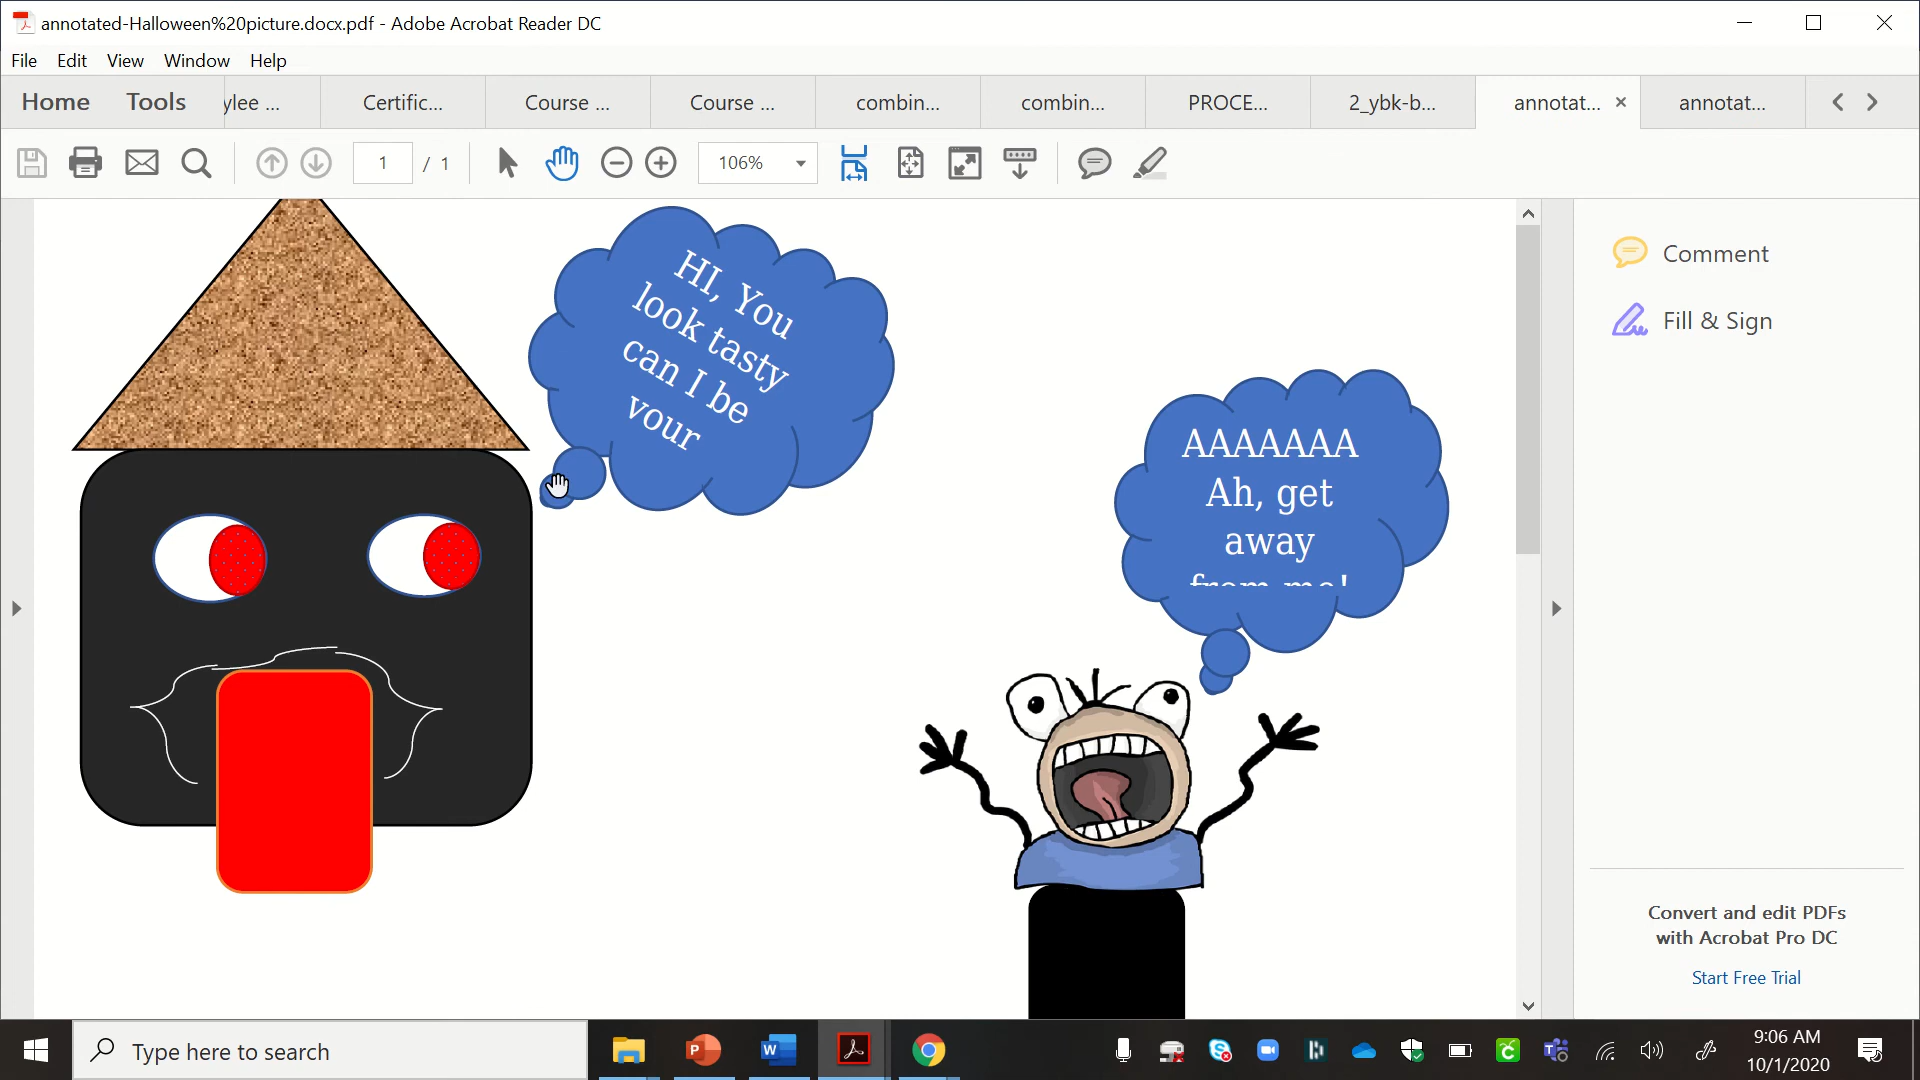 annotated-Halloween%20picture.docx.pdf - Adobe Acrobat Reader DC
File Edit View Window Help
Home Tools ylee ... Certific... Course ... Course ... combin... combin... PROCE... 2_ybk-b... annotat... × annotat...
1 / 1 106%
HI, You
look tasty
can I be
your
AAAAAAA
Ah, get
away
from me!
Comment
Fill & Sign
Convert and edit PDFs
with Acrobat Pro DC
Start Free Trial
Type here to search
9:06 AM
10/1/2020